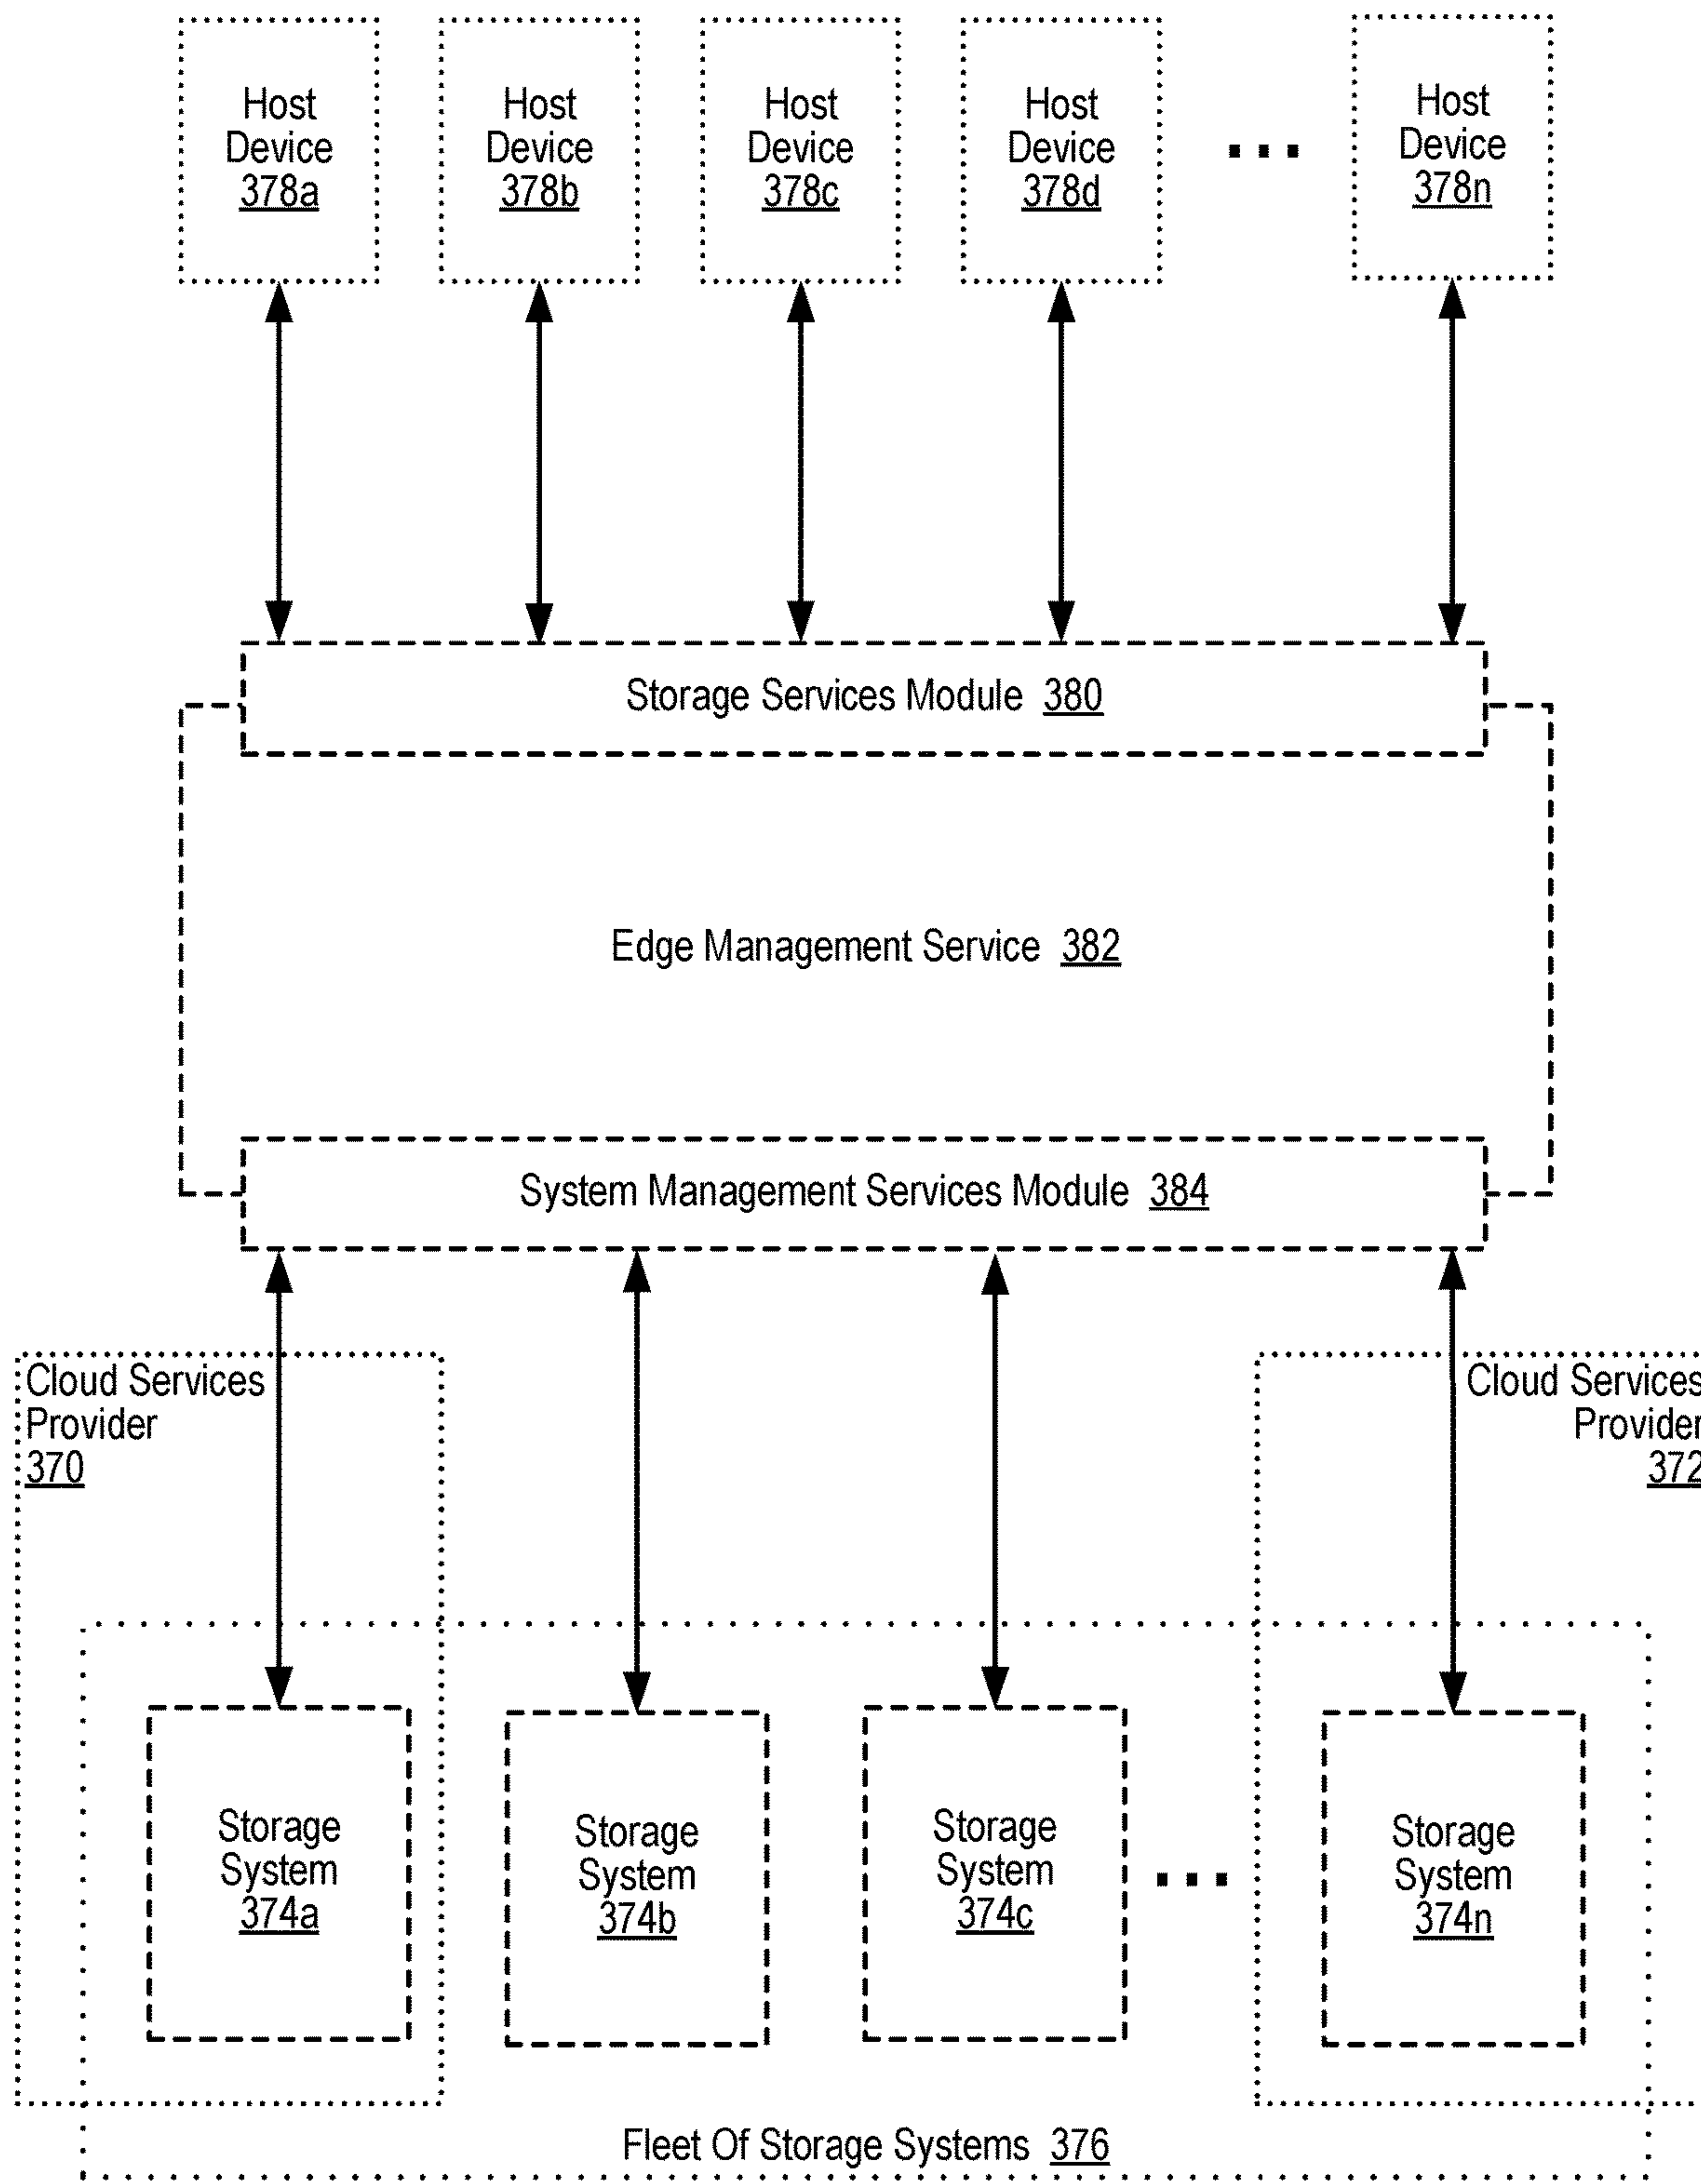 Host
Device
378a
Host
Device
378b
Host
Device
378c
Host
Device
378d
...
Host
Device
378n
Storage Services Module 380
Edge Management Service 382
System Management Services Module 384
Cloud Services
Provider
370
Cloud Services
Provider
372
Storage
System
374a
Storage
System
374b
Storage
System
374c
...
Storage
System
374n
Fleet Of Storage Systems 376